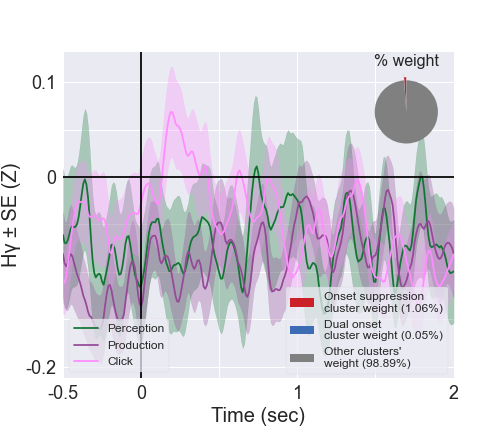 % weight
0.1
0
-0.2
Hγ ± SE (Z)
Perception
Production
Click
Onset suppression
cluster weight (1.06%)
Dual onset
cluster weight (0.05%)
Other clusters'
weight (98.89%)
-0.5 0 1 2
Time (sec)